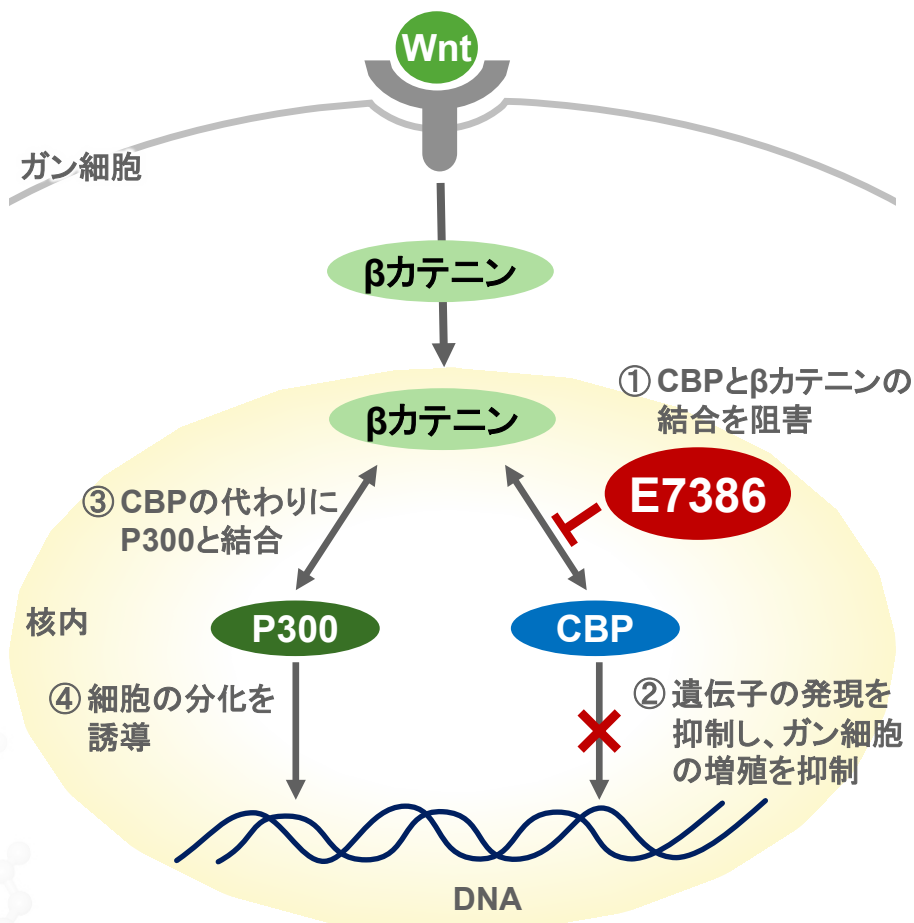 Wnt
ガン細胞
βカテニン
βカテニン
① CBPとβカテニンの
結合を阻害
E7386
③ CBPの代わりに
P300と結合
核内
P300
CBP
④ 細胞の分化を
誘導
② 遺伝子の発現を
抑制し、ガン細胞
の増殖を抑制
DNA